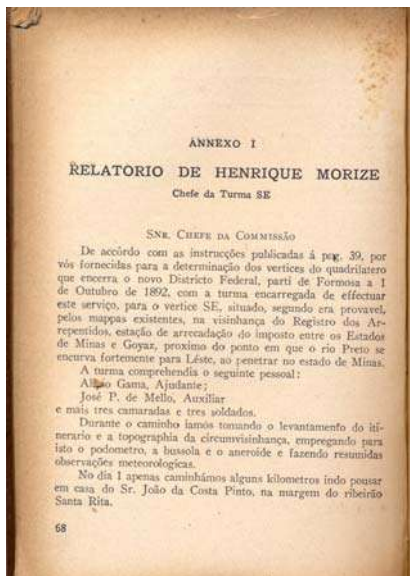 ANNEXO I
RELATORIO DE HENRIQUE MORIZE
Chefe da Turma SE
SNR. CHEFE DA COMMISSÃO
De accôrdo com as instrucções publicadas á pag. 39, por
vós fornecidas para a determinação dos vertices do quadrilatero
que encerra o novo Districto Federal, parti de Formosa a 1
de Outubro de 1892, com a turma encarregada de effectuar
este serviço, para o vertice SE, situado, segundo era provavel,
pelos mappas existentes, na visinhança do Registro dos Ar-
rependidos, estação de arrecadação do imposto entre os Estados
de Minas e Goyaz, proximo do ponto em que o rio Preto se
encurva fortemente para Léste, ao penetrar no estado de Minas.
A turma comprehendia o seguinte pessoal:
Alipio Gama, Ajudante;
José P. de Mello, Auxiliar
e mais tres camaradas e tres soldados.
Durante o caminho iamos tomando o levantamento do iti-
nerario e a topographia da circumvisinhança, empregando para
isto o podometro, a bussola e o aneroide e fazendo resumidas
observações meteorologicas.
No dia 1 apenas caminhámos alguns kilometros indo pousar
em casa do Sr. João da Costa Pinto, na margem do ribeirão
Santa Rita.
68